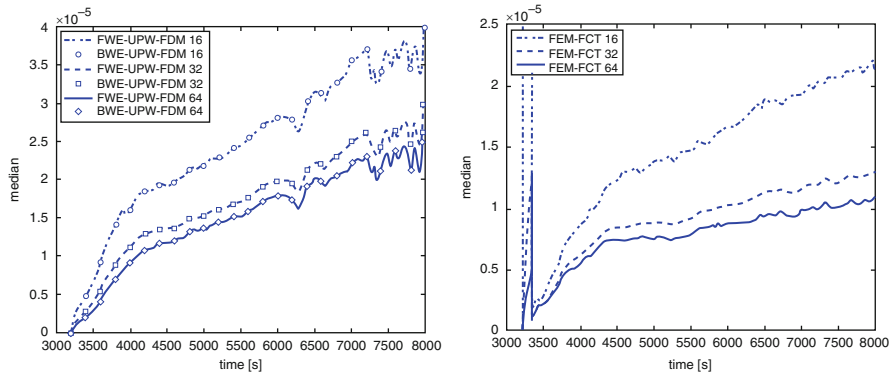 ×10⁻⁵
4
3.5
3
2.5
2
1.5
1
0.5
0
median
FWE-UPW-FDM 16
BWE-UPW-FDM 16
FWE-UPW-FDM 32
BWE-UPW-FDM 32
FWE-UPW-FDM 64
BWE-UPW-FDM 64
3000 3500 4000 4500 5000 5500 6000 6500 7000 7500 8000
time [s]
×10⁻⁵
2.5
2
1.5
1
0.5
0
median
FEM-FCT 16
FEM-FCT 32
FEM-FCT 64
3000 3500 4000 4500 5000 5500 6000 6500 7000 7500 8000
time [s]